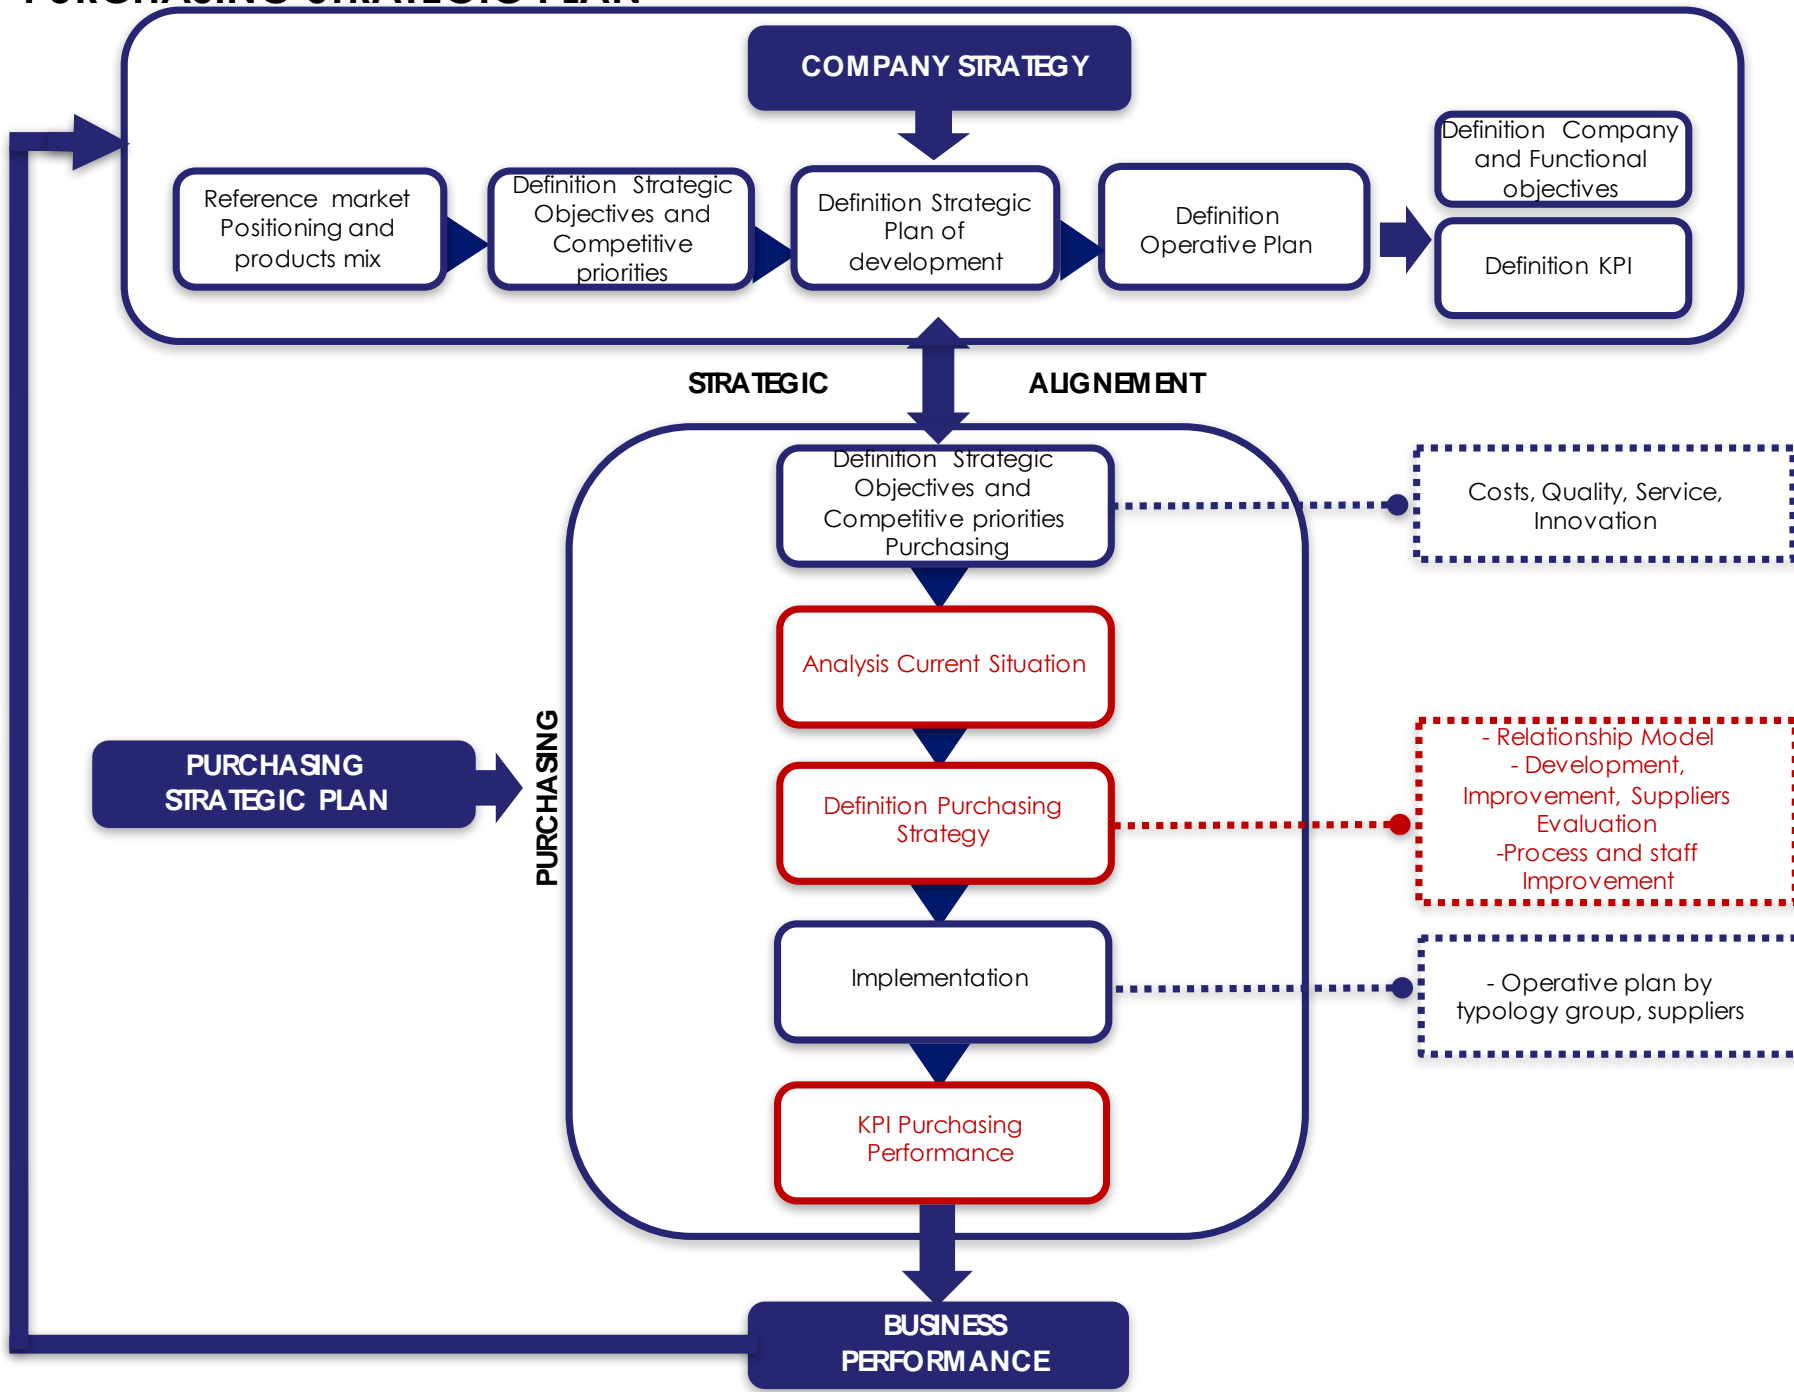 PURCHASING STRATEGIC PLAN
COMPANY STRATEGY
Reference market
Positioning and
products mix
Definition Strategic
Objectives and
Competitive
priorities
Definition Strategic
Plan of
development
Definition
Operative Plan
Definition Company
and Functional
objectives
Definition KPI
STRATEGIC ALIGNEMENT
PURCHASING
STRATEGIC PLAN
PURCHASING
Definition Strategic
Objectives and
Competitive priorities
Purchasing
Costs, Quality, Service,
Innovation
Analysis Current Situation
Definition Purchasing
Strategy
- Relationship Model
- Development,
Improvement, Suppliers
Evaluation
-Process and staff
Improvement
Implementation
- Operative plan by
typology group, suppliers
KPI Purchasing
Performance
BUSINESS
PERFORMANCE